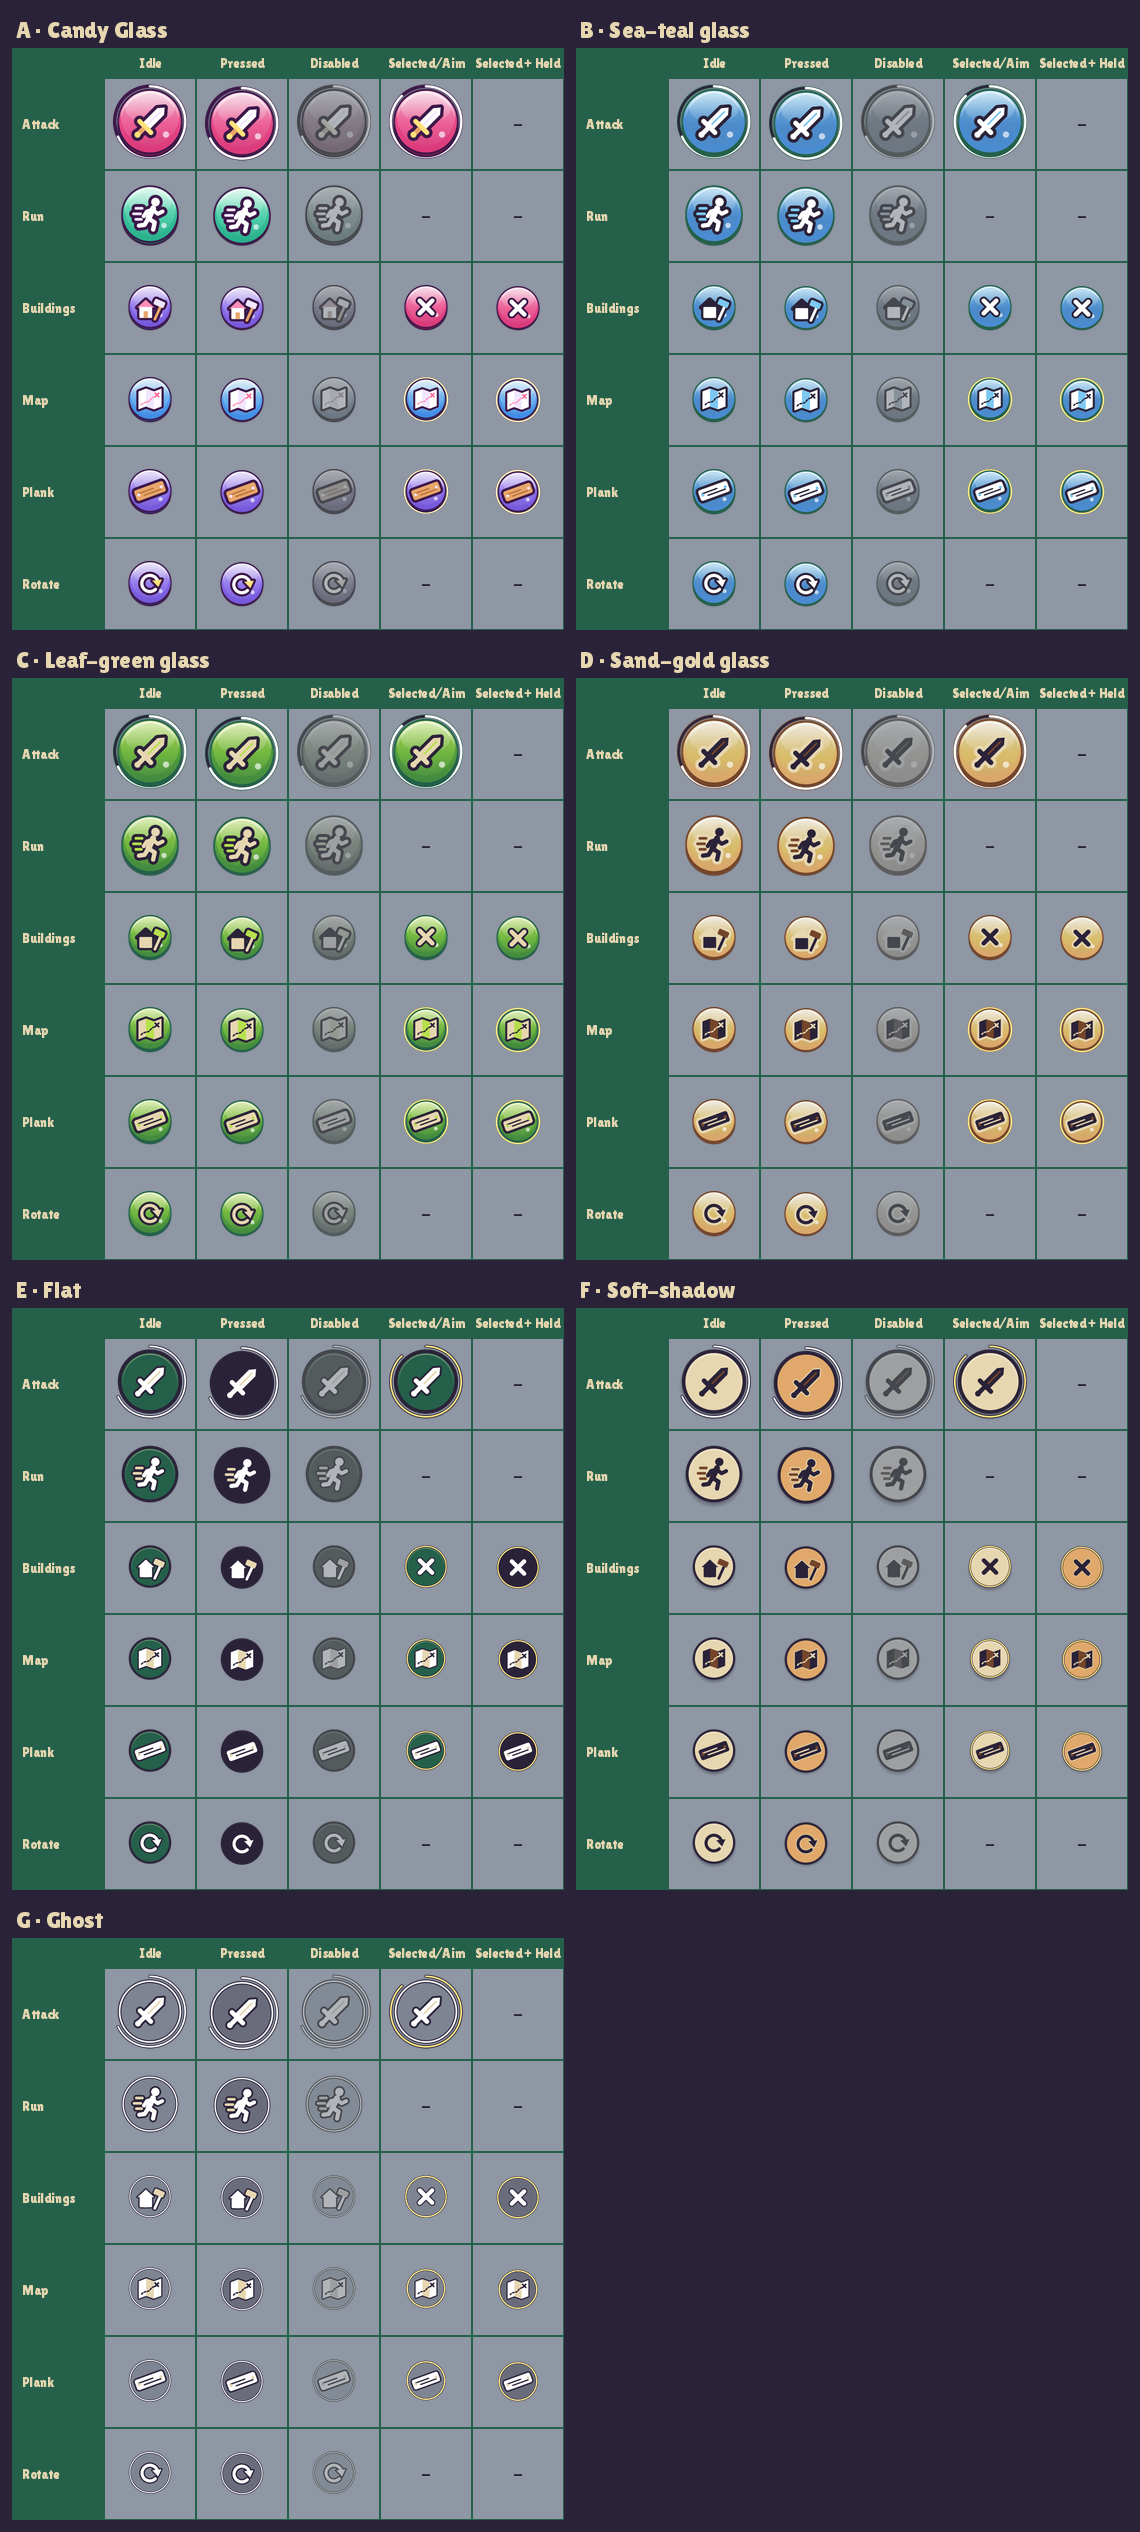 A · Candy Glass
Idle Pressed Disabled Selected/Aim Selected+ Held
Attack –
Run – –
Buildings
Map
Plank
Rotate – –
B · Sea-teal glass
Idle Pressed Disabled Selected/Aim Selected+ Held
Attack –
Run – –
Buildings
Map
Plank
Rotate – –
C · Leaf-green glass
Idle Pressed Disabled Selected/Aim Selected+ Held
Attack –
Run – –
Buildings
Map
Plank
Rotate – –
D · Sand-gold glass
Idle Pressed Disabled Selected/Aim Selected+ Held
Attack –
Run – –
Buildings
Map
Plank
Rotate – –
E · Flat
Idle Pressed Disabled Selected/Aim Selected+ Held
Attack –
Run – –
Buildings
Map
Plank
Rotate – –
F · Soft-shadow
Idle Pressed Disabled Selected/Aim Selected+ Held
Attack –
Run – –
Buildings
Map
Plank
Rotate – –
G · Ghost
Idle Pressed Disabled Selected/Aim Selected+ Held
Attack –
Run – –
Buildings
Map
Plank
Rotate – –